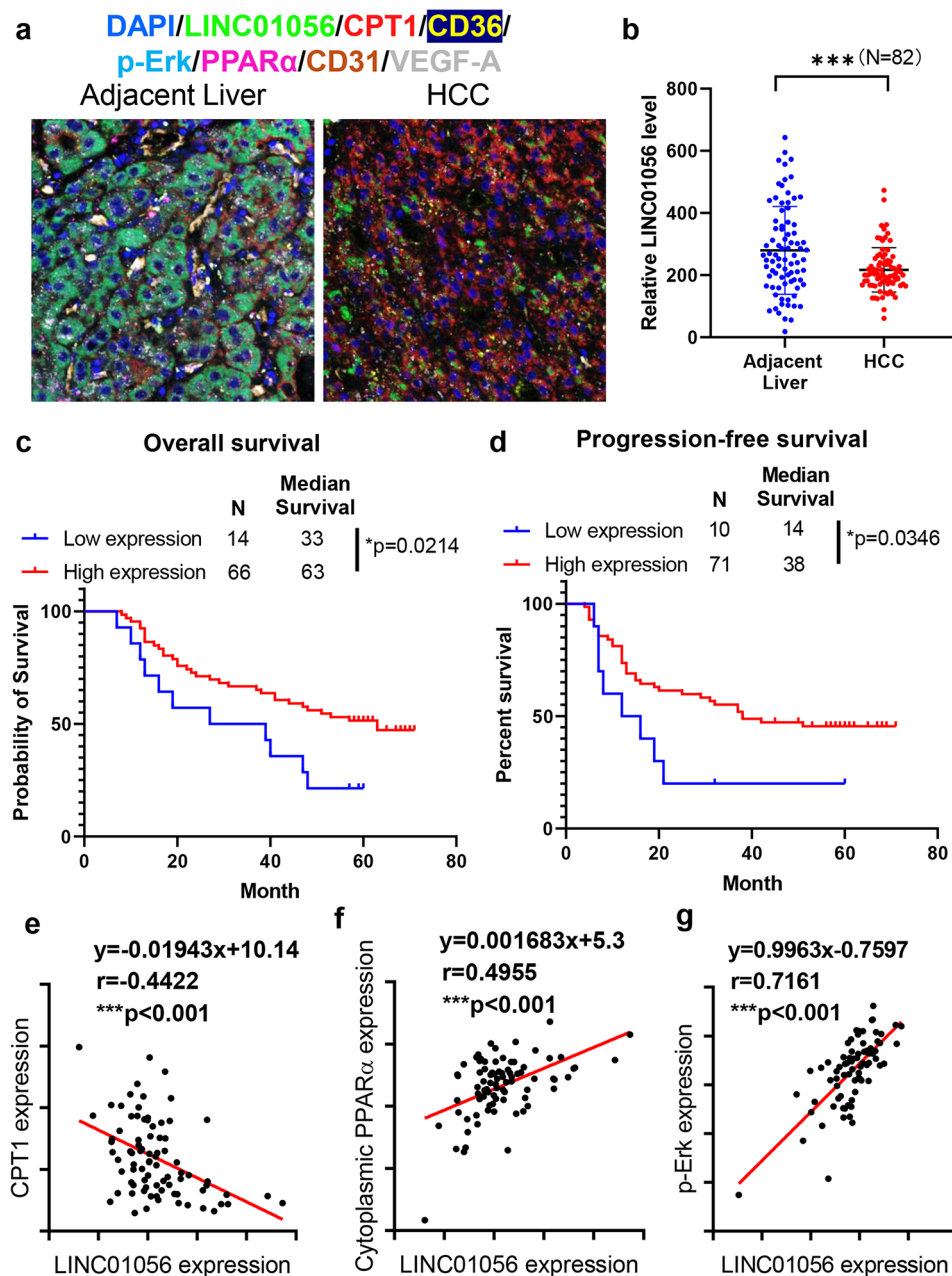 a
DAPI/LINC01056/CPT1/CD36/
p-Erk/PPARα/CD31/VEGF-A
Adjacent Liver
HCC
b
***(N=82)
Relative LINC01056 level
800
600
400
200
0
Adjacent
Liver
HCC
c
Overall survival
N
Median
Survival
Low expression 14 33
High expression 66 63
*p=0.0214
Probability of Survival
100
50
0
0 20 40 60 80
Month
d
Progression-free survival
N
Median
Survival
Low expression 10 14
High expression 71 38
*p=0.0346
Percent survival
100
50
0
0 20 40 60 80
Month
e
y=-0.01943x+10.14
r=-0.4422
***p<0.001
CPT1 expression
LINC01056 expression
f
y=0.001683x+5.3
r=0.4955
***p<0.001
Cytoplasmic PPARα expression
LINC01056 expression
g
y=0.9963x-0.7597
r=0.7161
***p<0.001
p-Erk expression
LINC01056 expression